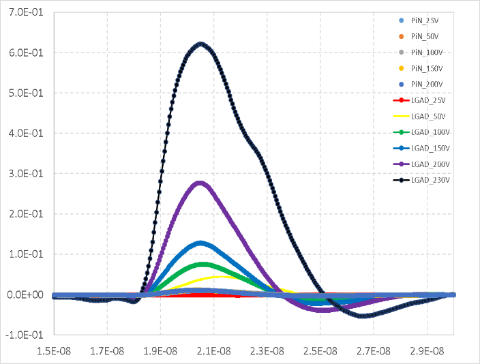 7.0E-01
6.0E-01
5.0E-01
4.0E-01
3.0E-01
2.0E-01
1.0E-01
0.0E+00
-1.0E-01
1.5E-08 1.7E-08 1.9E-08 2.1E-08 2.3E-08 2.5E-08 2.7E-08 2.9E-08
PiN_25V
PiN_50V
PiN_100V
PiN_150V
PiN_200V
LGAD_25V
LGAD_50V
LGAD_100V
LGAD_150V
LGAD_200V
LGAD_230V